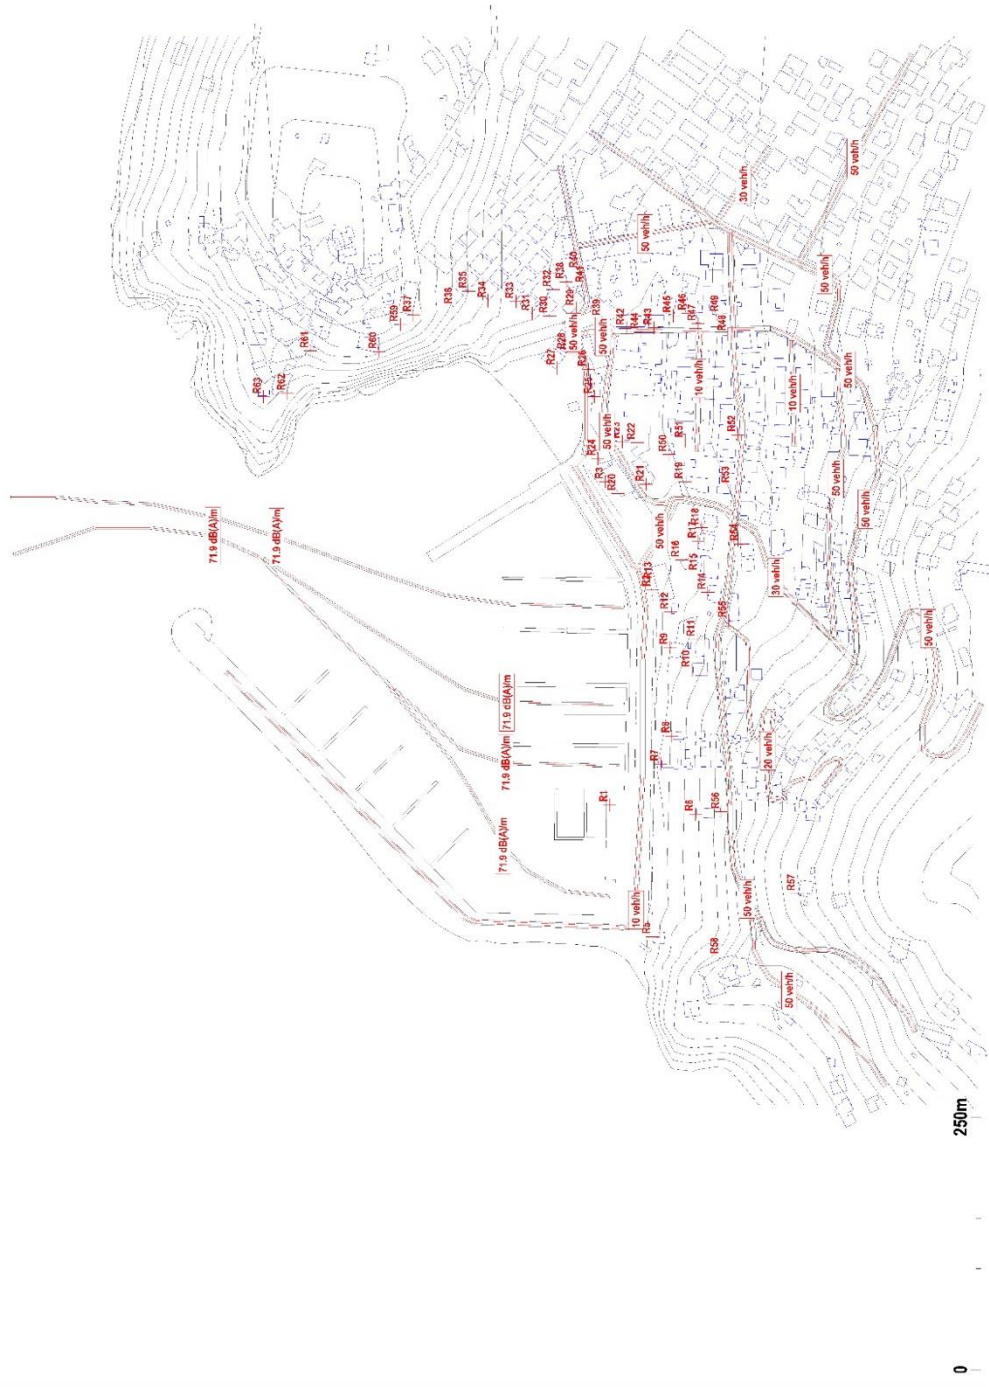 71.9 dB(A)/m
71.9 dB(A)/m
71.9 dB(A)/m
71.9 dB(A)/m
71.9 dB(A)/m
R63
R62
R61
R60
R59
R37
R36
R35
R34
R33
R31
R30
R32
R38
R29
R40
R41
R28
R27
R26
R25
R39
50 veh/h
50 veh/h
50 veh/h
30 veh/h
50 veh/h
50 veh/h
R42
R44
R43
R45
R46
R47
R49
R48
R24
R3
R20
50 veh/h
R23
R22
R21
R50
R51
R19
R52
R53
10 veh/h
10 veh/h
50 veh/h
50 veh/h
50 veh/h
50 veh/h
R16
R17
R18
R15
R14
R54
R2
R13
R12
R9
R11
R10
R55
30 veh/h
50 veh/h
R7
R56
20 veh/h
R1
10 veh/h
R5
50 veh/h
R57
R58
50 veh/h
250m
0